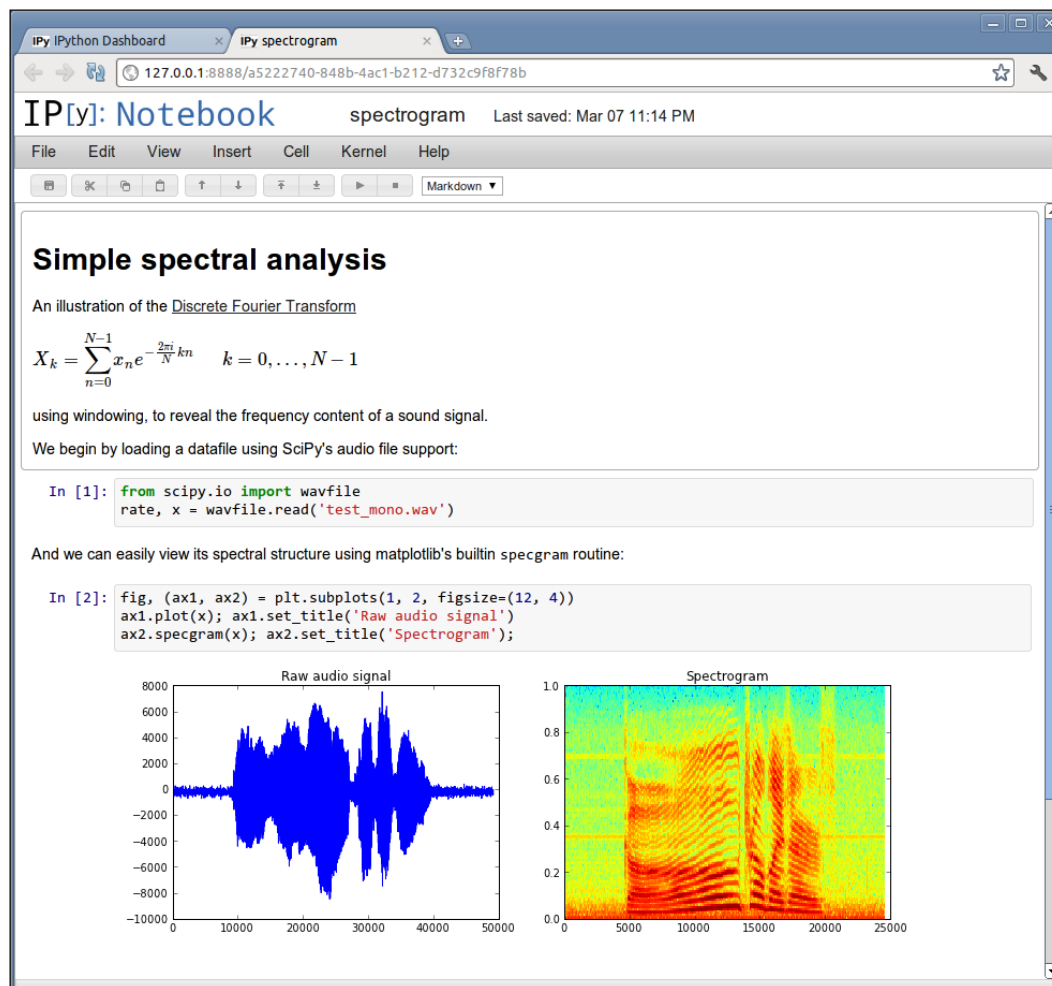 IPy IPython Dashboard
IPy spectrogram
127.0.0.1:8888/a5222740-848b-4ac1-b212-d732c9f8f78b
IP[y]: Notebook spectrogram Last saved: Mar 07 11:14 PM
File Edit View Insert Cell Kernel Help
Markdown
Simple spectral analysis
An illustration of the Discrete Fourier Transform
X_k = \sum_{n=0}^{N-1} x_n e^{-\frac{2\pi i}{N} kn} k = 0, \ldots, N - 1
using windowing, to reveal the frequency content of a sound signal.
We begin by loading a datafile using SciPy's audio file support:
In [1]: from scipy.io import wavfile
rate, x = wavfile.read('test_mono.wav')
And we can easily view its spectral structure using matplotlib's builtin specgram routine:
In [2]: fig, (ax1, ax2) = plt.subplots(1, 2, figsize=(12, 4))
ax1.plot(x); ax1.set_title('Raw audio signal')
ax2.specgram(x); ax2.set_title('Spectrogram');
Raw audio signal
8000
6000
4000
2000
0
−2000
−4000
−6000
−8000
−10000
0 10000 20000 30000 40000 50000
Spectrogram
1.0
0.8
0.6
0.4
0.2
0.0
0 5000 10000 15000 20000 25000